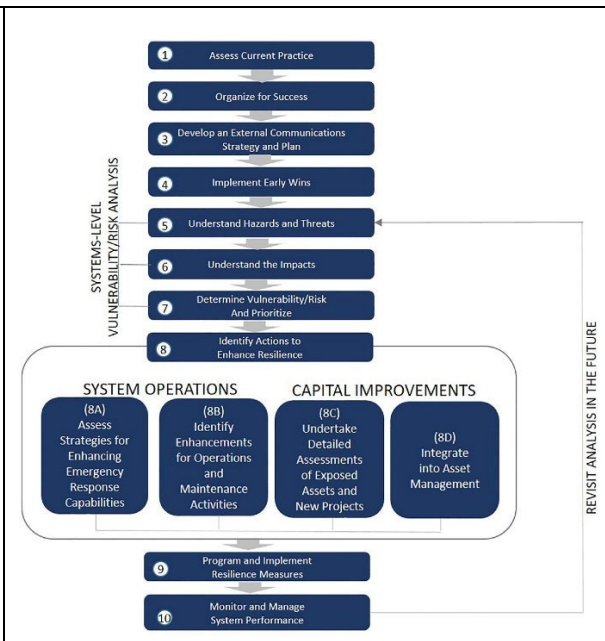 1 Assess Current Practice
2 Organize for Success
3 Develop an External Communications
Strategy and Plan
4 Implement Early Wins
5 Understand Hazards and Threats
6 Understand the Impacts
7 Determine Vulnerability/Risk
And Prioritize
SYSTEMS-LEVEL
VULNERABILITY/RISK ANALYSIS
8 Identify Actions to
Enhance Resilience
SYSTEM OPERATIONS
(8A)
Assess
Strategies for
Enhancing
Emergency
Response
Capabilities
(8B)
Identify
Enhancements
for Operations
and
Maintenance
Activities
CAPITAL IMPROVEMENTS
(8C)
Undertake
Detailed
Assessments
of Exposed
Assets and
New Projects
(8D)
Integrate
into Asset
Management
9 Program and Implement
Resilience Measures
10 Monitor and Manage
System Performance
REVISIT ANALYSIS IN THE FUTURE